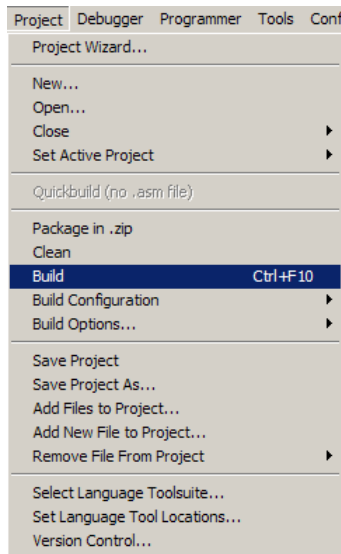 Project Debugger Programmer Tools Conf
Project Wizard...
New...
Open...
Close
Set Active Project
Quickbuild (no .asm file)
Package in .zip
Clean
Build Ctrl+F10
Build Configuration
Build Options...
Save Project
Save Project As...
Add Files to Project...
Add New File to Project...
Remove File From Project
Select Language Toolsuite...
Set Language Tool Locations...
Version Control...